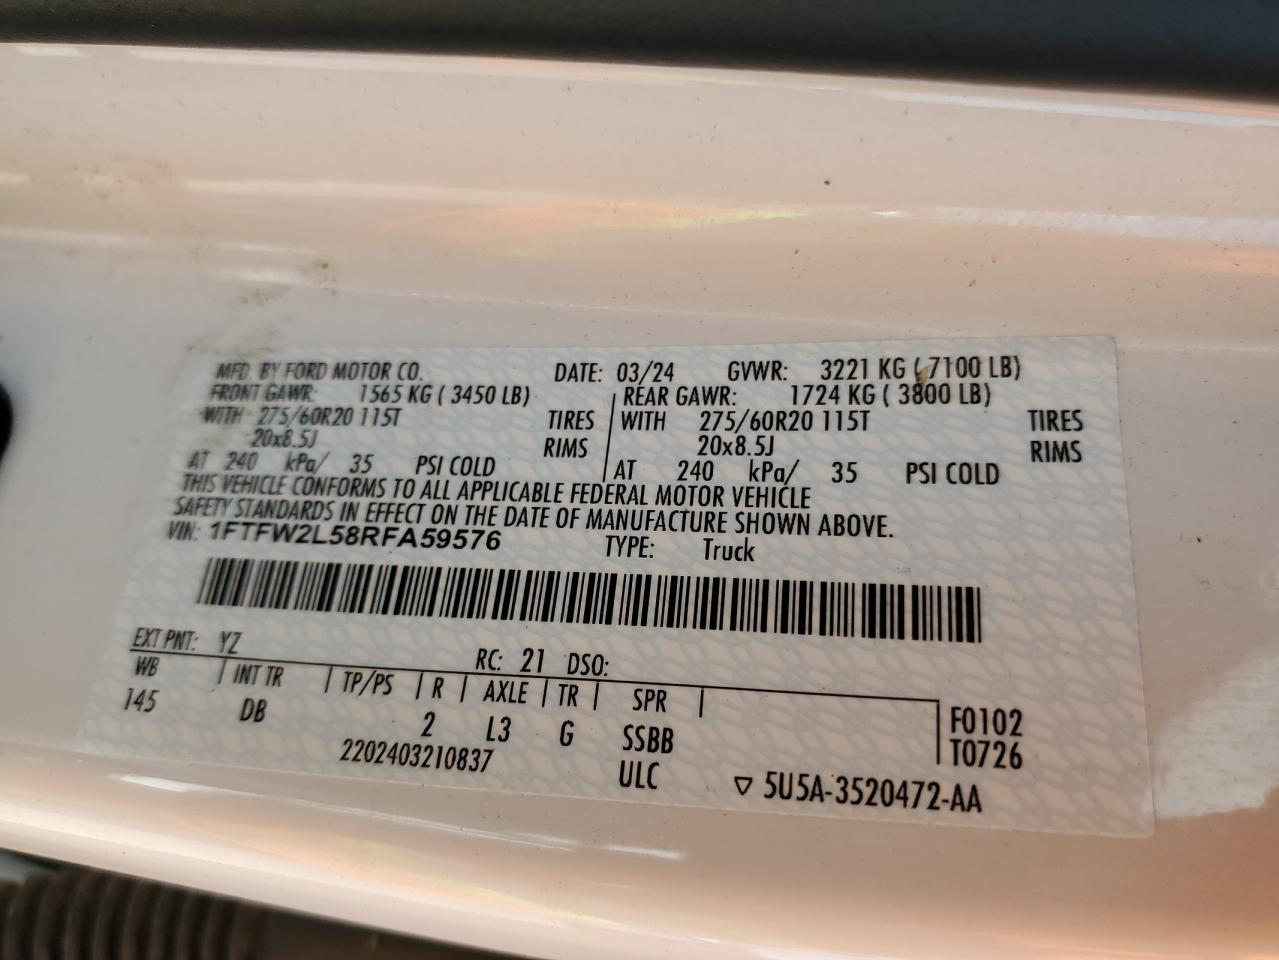 MFD BY FORD MOTOR CO. DATE: 03/24 GVWR: 3221 KG ( 7100 LB)
FRONT GAWR: 1565 KG ( 3450 LB) REAR GAWR: 1724 KG ( 3800 LB)
WITH 275/60R20 115T TIRES WITH 275/60R20 115T TIRES
20x8.5J RIMS 20x8.5J RIMS
AT 240 kPa/ 35 PSI COLD AT 240 kPa/ 35 PSI COLD
THIS VEHICLE CONFORMS TO ALL APPLICABLE FEDERAL MOTOR VEHICLE
SAFETY STANDARDS IN EFFECT ON THE DATE OF MANUFACTURE SHOWN ABOVE.
VIN: 1FTFW2L58RFA59576 TYPE: Truck
EXT PNT: YZ RC: 21 DSO:
WB INT TR TP/PS R AXLE TR SPR
145 DB 2 L3 G SSBB F0102
T0726
2202403210837 ULC ▽ 5U5A-3520472-AA